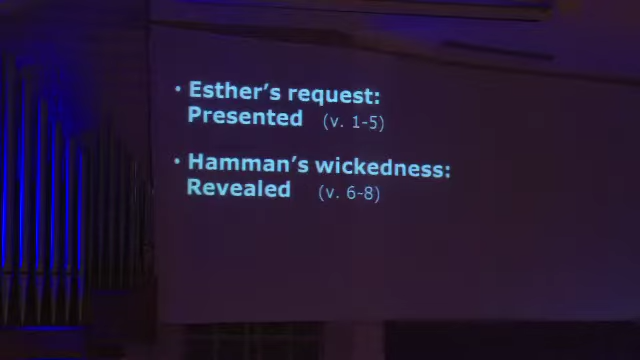 • Esther's request:
Presented (v. 1-5)
• Hamman's wickedness:
Revealed (v. 6-8)